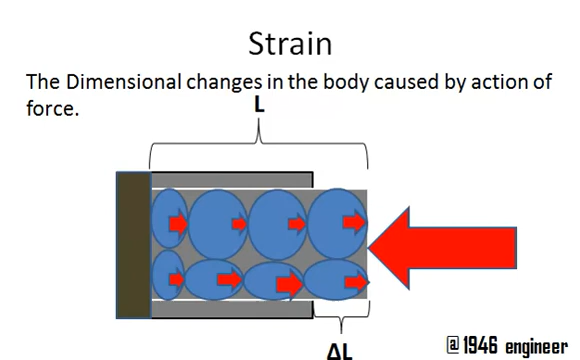 Strain
The Dimensional changes in the body caused by action of
force.
L
ΔL
@ 1946 engineer